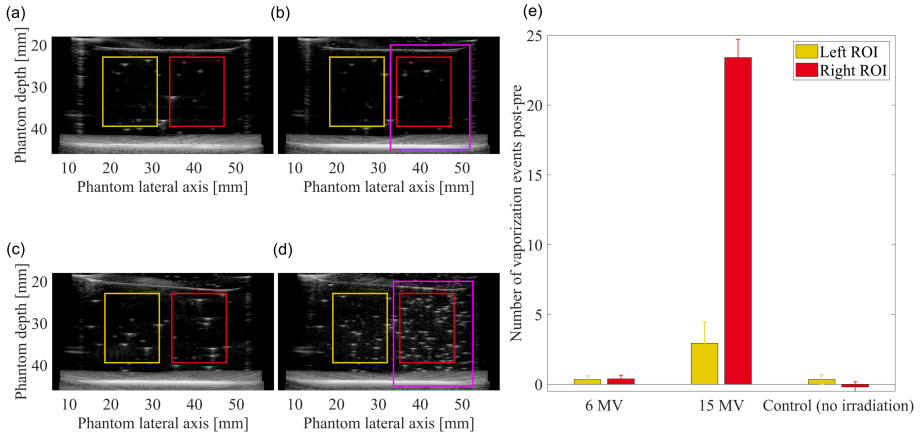 (a)
(b)
Phantom depth [mm]
20
30
40
10 20 30 40 50
10 20 30 40 50
Phantom lateral axis [mm]
Phantom lateral axis [mm]
(c)
(d)
Phantom depth [mm]
20
30
40
10 20 30 40 50
10 20 30 40 50
Phantom lateral axis [mm]
Phantom lateral axis [mm]
(e)
Number of vaporization events post-pre
25
20
15
10
5
0
Left ROI
Right ROI
6 MV 15 MV Control (no irradiation)